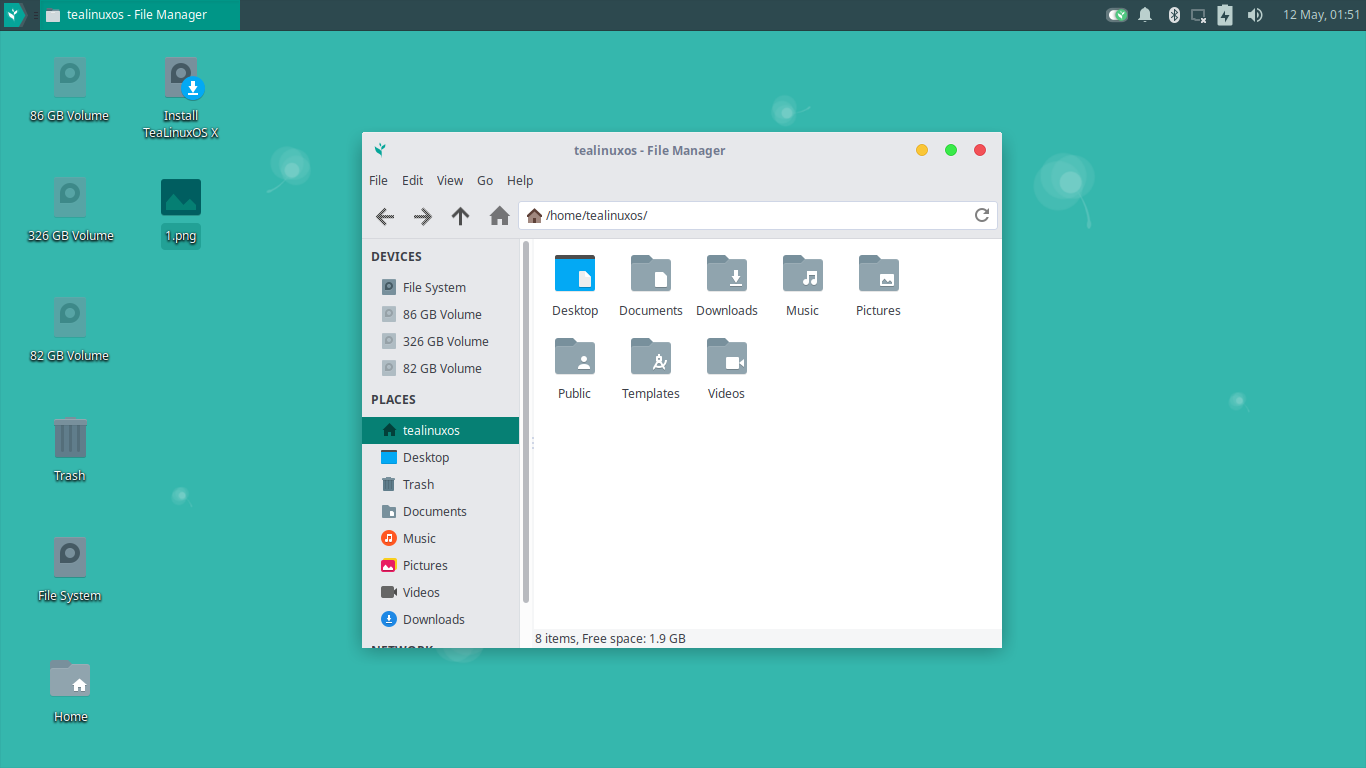 tealinuxos - File Manager
12 May, 01:51
86 GB Volume
Install
TeaLinuxOS X
326 GB Volume
1.png
82 GB Volume
Trash
File System
Home
tealinuxos - File Manager
File Edit View Go Help
/home/tealinuxos/
DEVICES
File System
86 GB Volume
326 GB Volume
82 GB Volume
PLACES
tealinuxos
Desktop
Trash
Documents
Music
Pictures
Videos
Downloads
NETWORK
Desktop Documents Downloads Music Pictures
Public Templates Videos
8 items, Free space: 1.9 GB